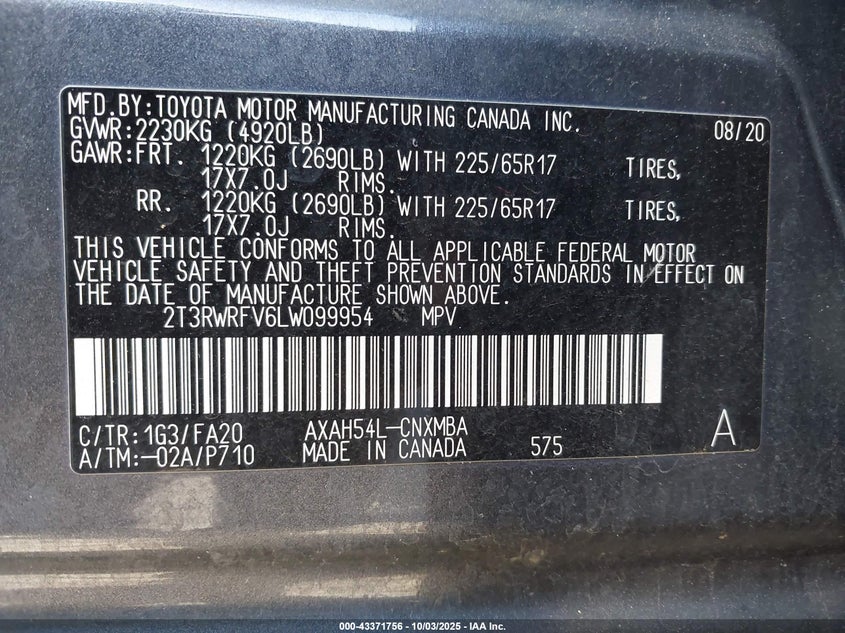 MFD.BY:TOYOTA MOTOR MANUFACTURING CANADA INC. 08/20
GVWR:2230KG (4920LB)
GAWR:FRT. 1220KG (2690LB) WITH 225/65R17 TIRES,
17X7.0J RIMS.
RR. 1220KG (2690LB) WITH 225/65R17 TIRES,
17X7.0J RIMS.
THIS VEHICLE CONFORMS TO ALL APPLICABLE FEDERAL MOTOR
VEHICLE SAFETY AND THEFT PREVENTION STANDARDS IN EFFECT ON
THE DATE OF MANUFACTURE SHOWN ABOVE.
2T3RWRFV6LW099954 MPV
C/TR:1G3/FA20 AXAH54L-CNXMBA
A/TM:-02A/P710 MADE IN CANADA 575 A
000-43371756 | 10/03/2025 - IAA Inc.